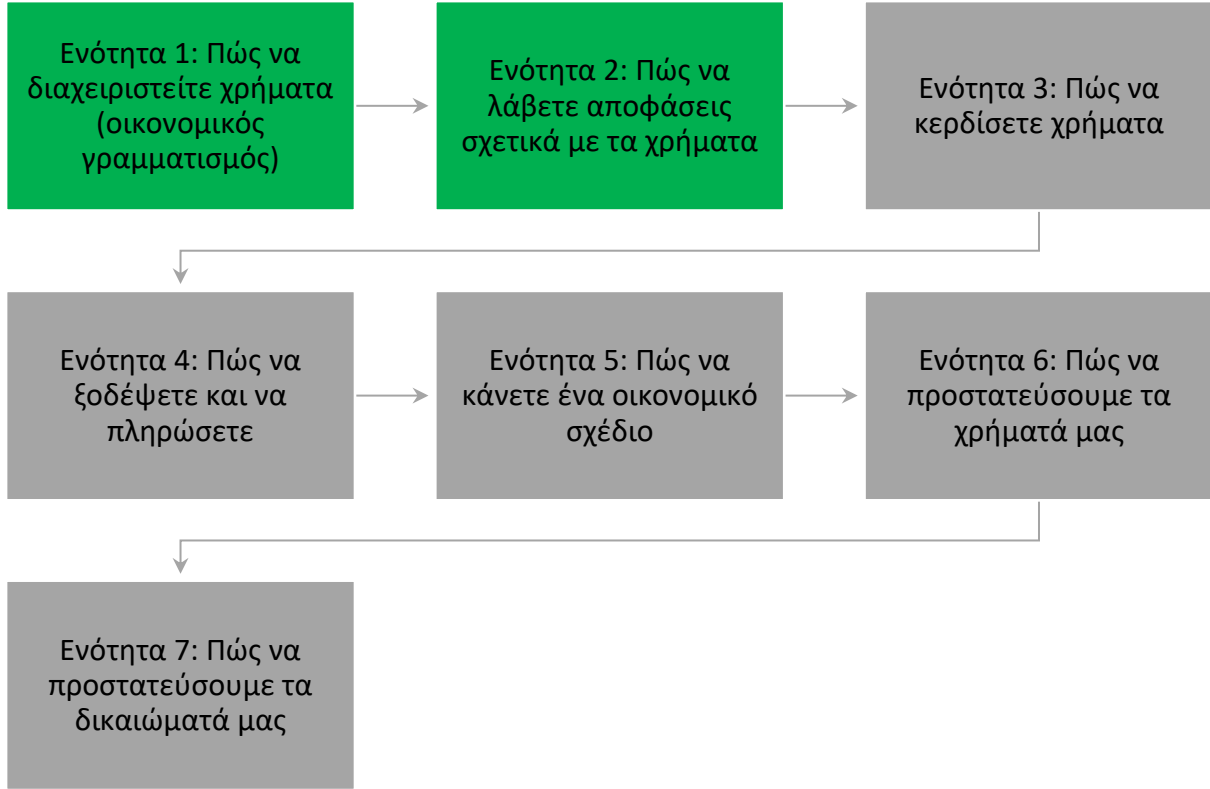 Ενότητα 1: Πώς να
διαχειριστείτε χρήματα
(οικονομικός
γραμματισμός)
Ενότητα 2: Πώς να
λάβετε αποφάσεις
σχετικά με τα χρήματα
Ενότητα 3: Πώς να
κερδίσετε χρήματα
Ενότητα 4: Πώς να
ξοδέψετε και να
πληρώσετε
Ενότητα 5: Πώς να
κάνετε ένα οικονομικό
σχέδιο
Ενότητα 6: Πώς να
προστατεύσουμε τα
χρήματά μας
Ενότητα 7: Πώς να
προστατεύσουμε τα
δικαιώματά μας